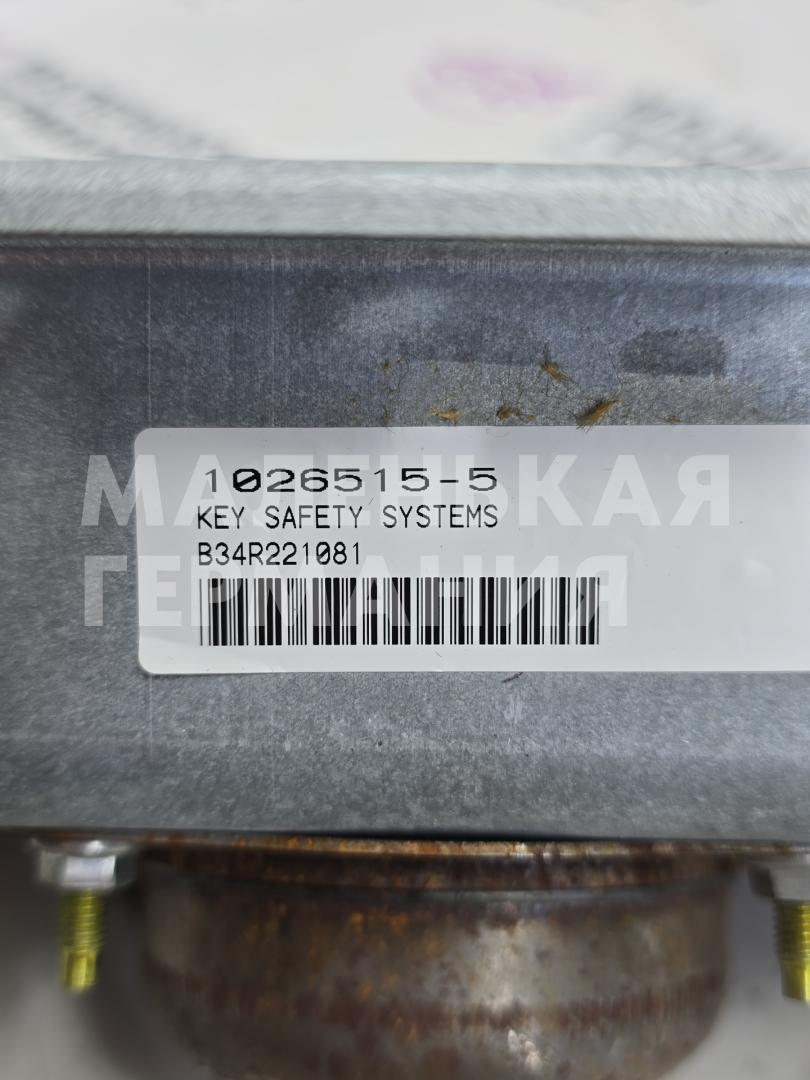 1026515-5
KEY SAFETY SYSTEMS
B34R221081
МАЛЕНЬКАЯ
ГЕРМАНИЯ